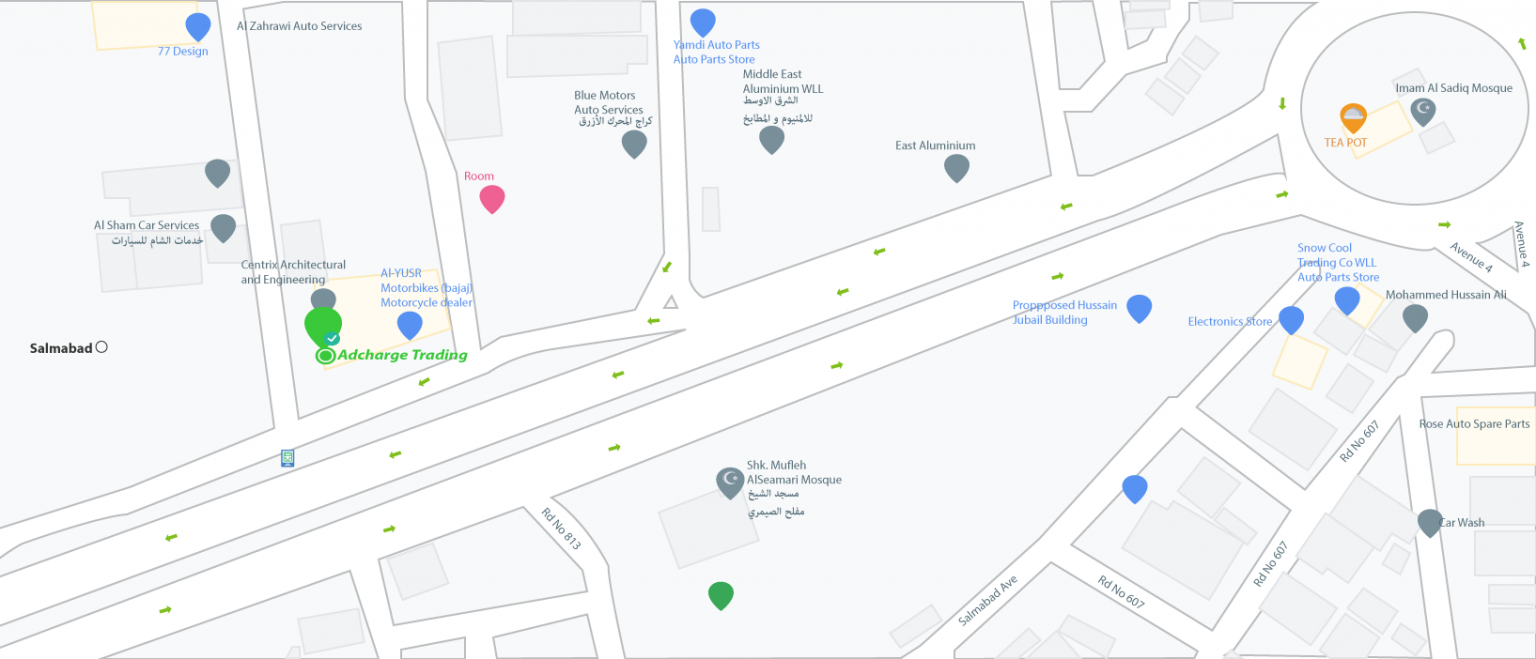 Al Zahrawi Auto Services
77 Design
Yamdi Auto Parts
Auto Parts Store
Middle East
Aluminium WLL
الشرق الاوسط
للالمنيوم و المطابخ
Blue Motors
Auto Services
كراج المحرك الأزرق
East Aluminium
Imam Al Sadiq Mosque
TEA POT
Room
Al Sham Car Services
خدمات الشام للسيارات
Centrix Architectural
and Engineering
Al-YUSR
Motorbikes (bajaj)
Motorcycle dealer
Avenue 4
Avenue 4
Snow Cool
Trading Co WLL
Auto Parts Store
Mohammed Hussain Ali
Proppposed Hussain
Jubail Building
Electronics Store
Salmabad
Adcharge Trading
Rose Auto Spare Parts
Rd No 607
Shk. Mufleh
AlSeamari Mosque
مسجد الشيخ
مفلح الصيمري
Rd No 813
Car Wash
Rd No 607
Rd No 607
Salmabad Ave